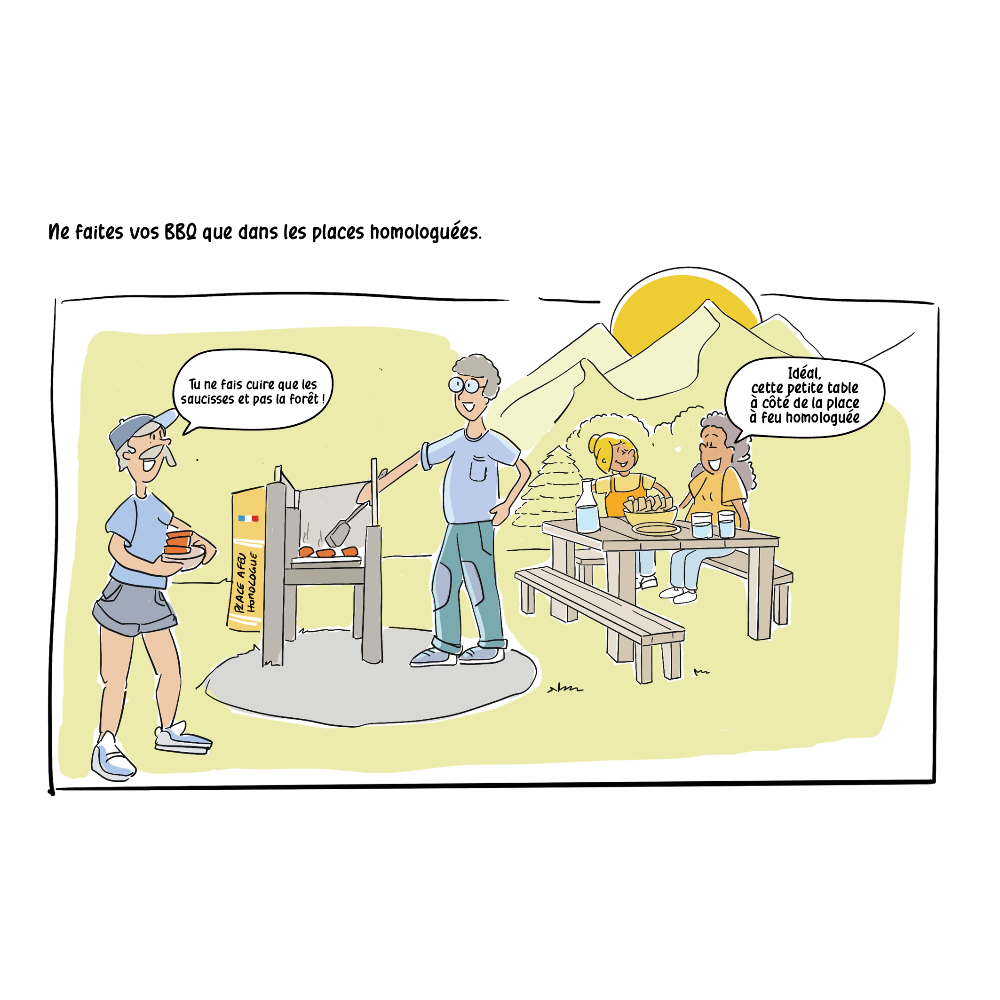 Ne faites vos BBQ que dans les places homologuées.
Tu ne fais cuire que les
saucisses et pas la forêt !
Idéal,
cette petite table
à côté de la place
à feu homologuée
PLACE A FEU
HOMOLOGUE